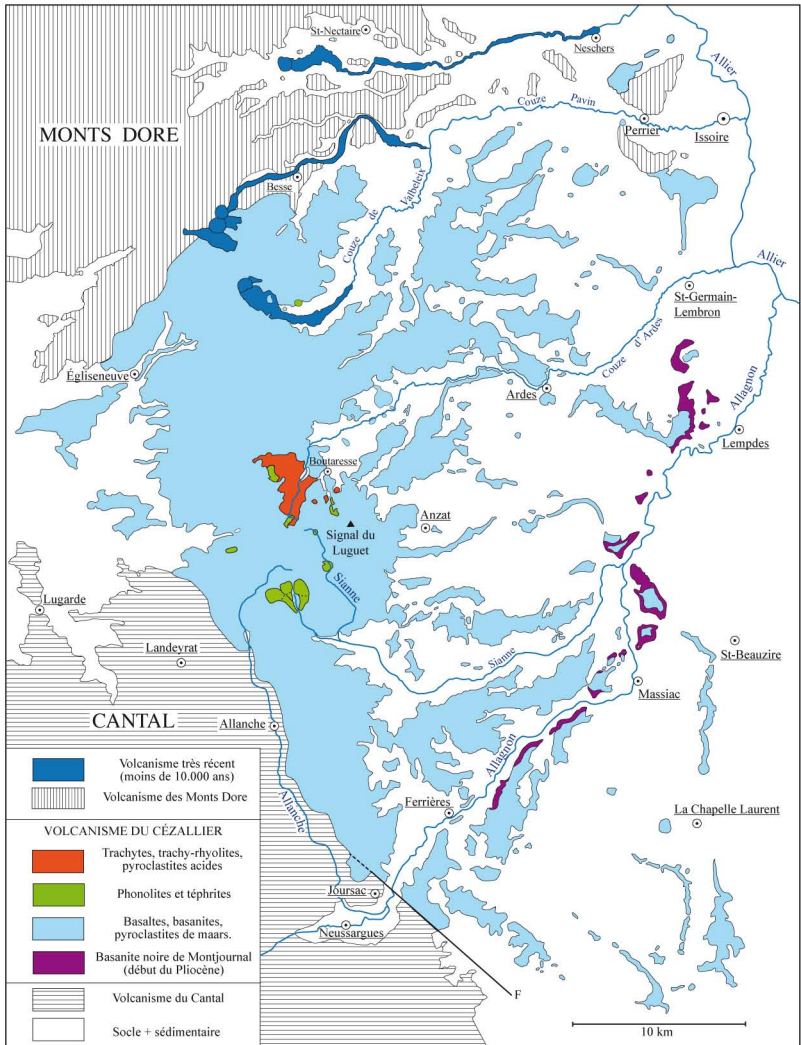 St-Nectaire
Neschers
Allier
Couze Pavin
Perrier
Issoire
MONTS DORE
Besse
Couze de Valbeleix
Allier
St-Germain-
Lembron
Couze d'Ardes
Égliseneuve
Ardes
Allagnon
Lempdes
Boutaresse
Anzat
Signal du
Luguet
Sianne
Lugarde
Landeyrat
Sianne
St-Beauzire
Massiac
CANTAL
Allanche
Allagnon
Allanche
Ferrières
La Chapelle Laurent
Joursac
Neussargues
F
10 km
Volcanisme très récent
(moins de 10.000 ans)
Volcanisme des Monts Dore
VOLCANISME DU CÉZALLIER
Trachytes, trachy-rhyolites,
pyroclastites acides
Phonolites et téphrites
Basaltes, basanites,
pyroclastites de maars.
Basanite noire de Montjournal
(début du Pliocène)
Volcanisme du Cantal
Socle + sédimentaire